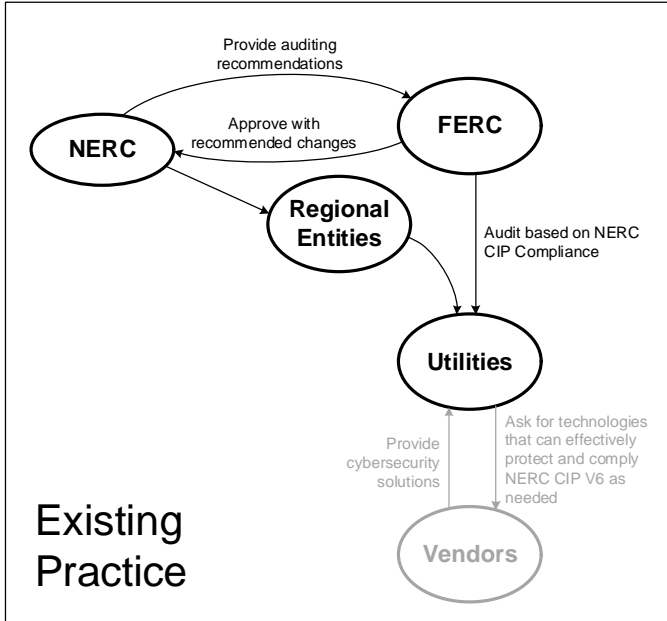 Provide auditing
recommendations
FERC
NERC
Approve with
recommended changes
Regional
Entities
Audit based on NERC
CIP Compliance
Utilities
Provide
cybersecurity
solutions
Ask for technologies
that can effectively
protect and comply
NERC CIP V6 as
needed
Vendors
Existing
Practice